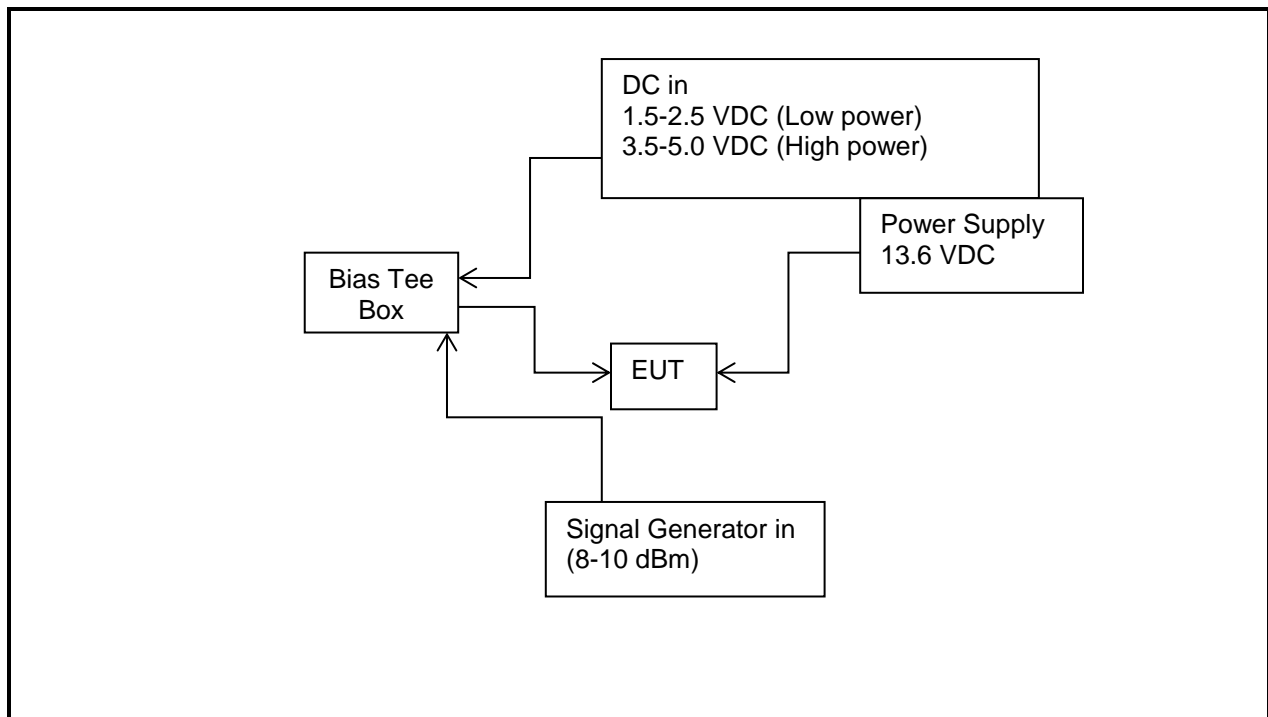 DC in
1.5-2.5 VDC (Low power)
3.5-5.0 VDC (High power)
Power Supply
13.6 VDC
Bias Tee
Box
EUT
Signal Generator in
(8-10 dBm)